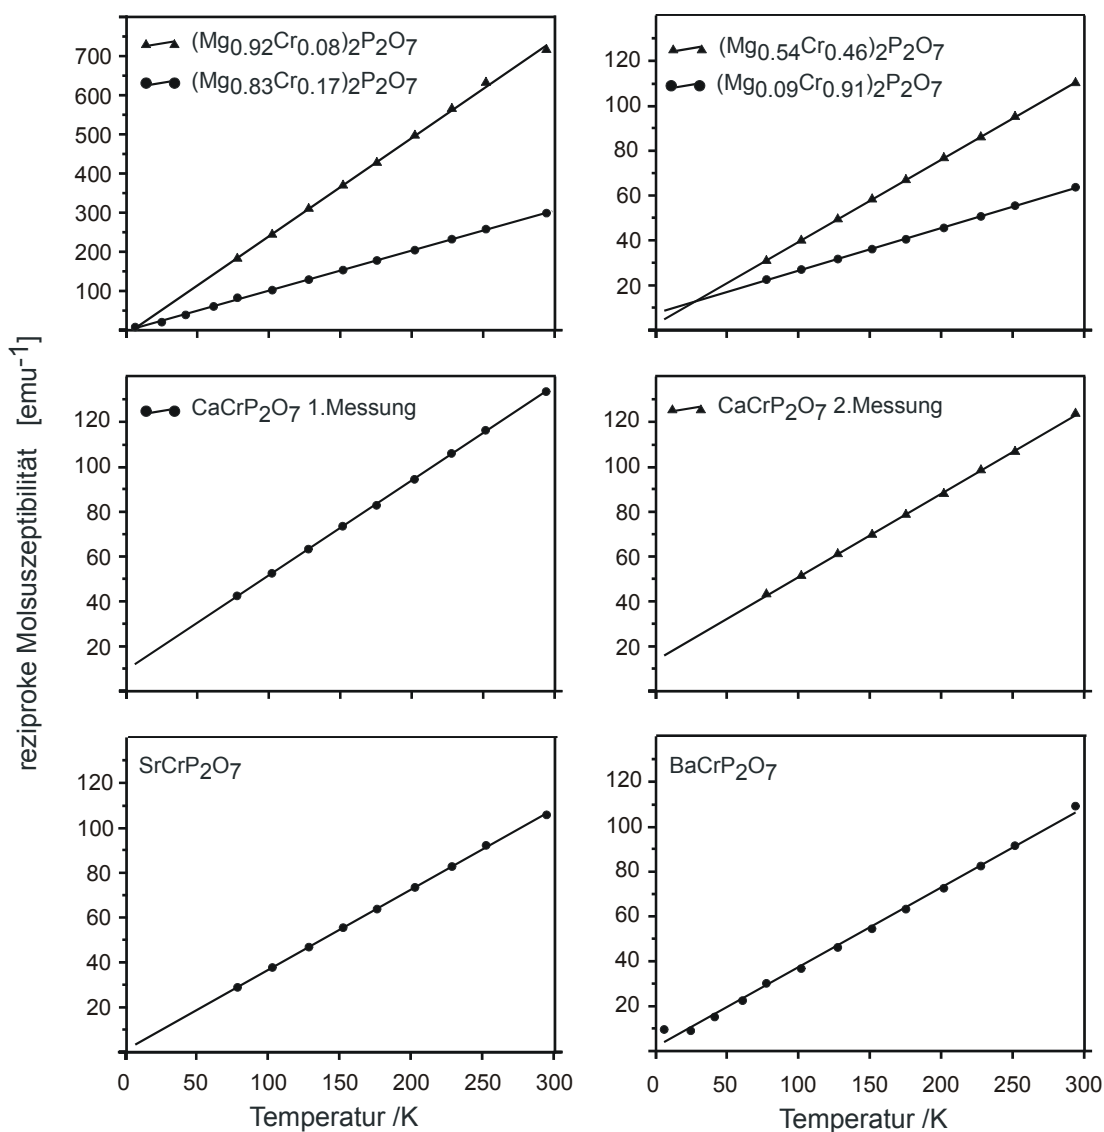 reziproke Molsuszeptibilität [emu-1]
(Mg0.92Cr0.08)2P2O7
(Mg0.83Cr0.17)2P2O7
700
600
500
400
300
200
100
(Mg0.54Cr0.46)2P2O7
(Mg0.09Cr0.91)2P2O7
120
100
80
60
40
20
CaCrP2O7 1.Messung
120
100
80
60
40
20
CaCrP2O7 2.Messung
120
100
80
60
40
20
SrCrP2O7
120
100
80
60
40
20
0 50 100 150 200 250 300
Temperatur /K
BaCrP2O7
120
100
80
60
40
20
0 50 100 150 200 250 300
Temperatur /K